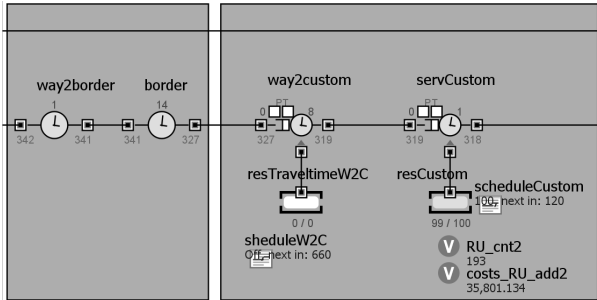 way2border
border
1
14
342
341
341
327
way2custom
servCustom
PT
PT
0
8
0
1
327
319
319
318
resTraveltimeW2C
resCustom
0 / 0
99 / 100
scheduleCustom
100, next in: 120
sheduleW2C
Off, next in: 660
V RU_cnt2
193
V costs_RU_add2
35,801.134